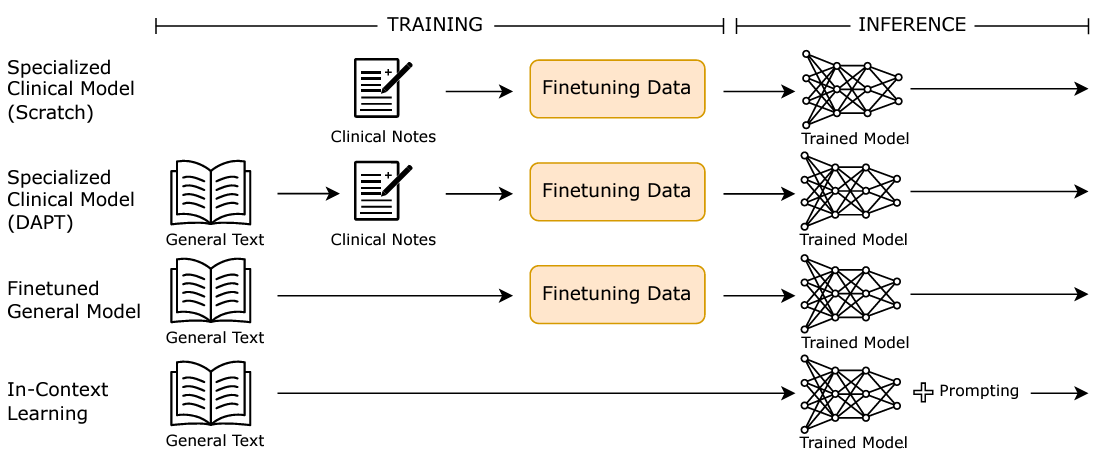 TRAINING
INFERENCE
Specialized
Clinical Model
(Scratch)
Clinical Notes
Finetuning Data
Trained Model
Specialized
Clinical Model
(DAPT)
General Text
Clinical Notes
Finetuning Data
Trained Model
Finetuned
General Model
General Text
Finetuning Data
Trained Model
In-Context
Learning
General Text
Trained Model
Prompting